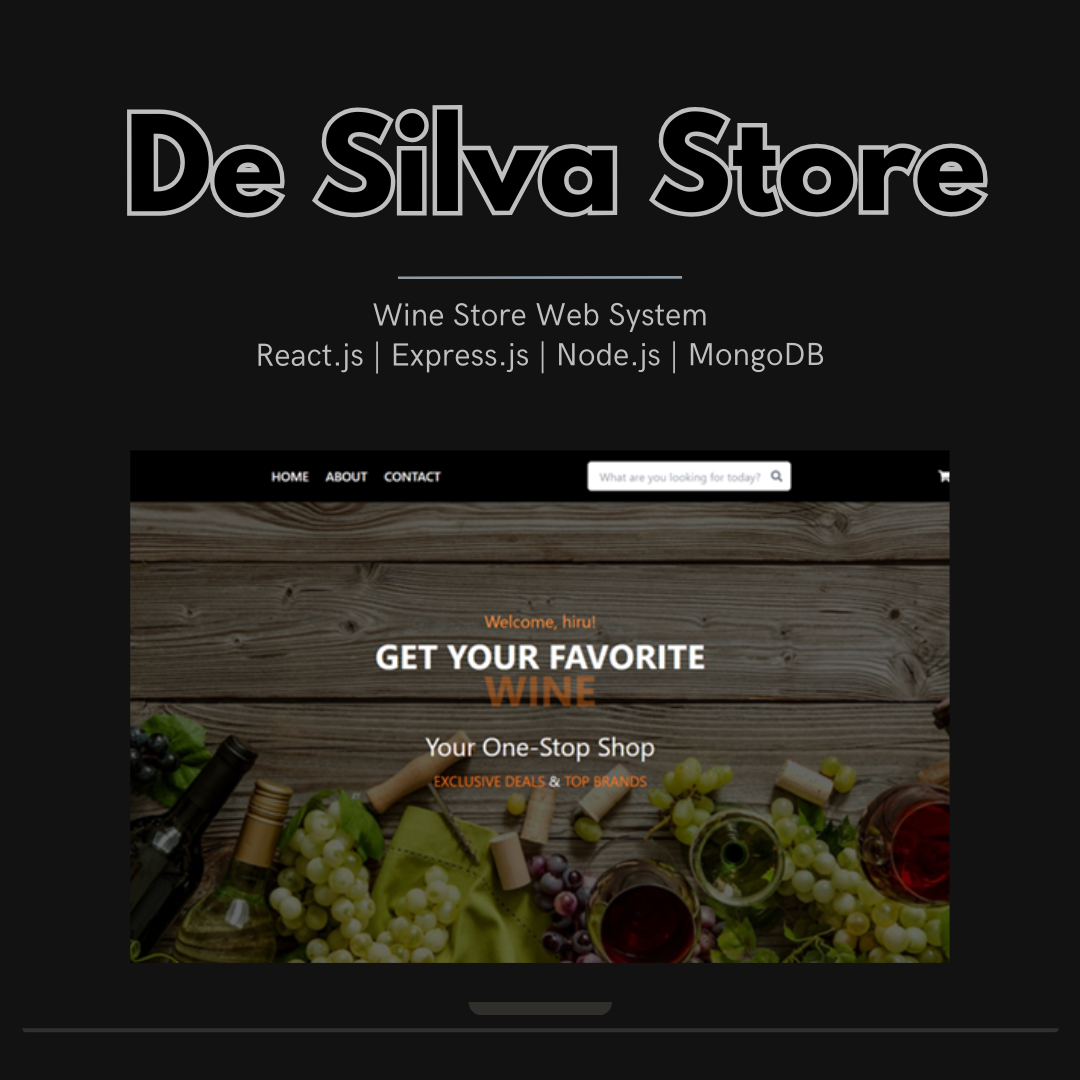 De Silva Store
Wine Store Web System
React.js | Express.js | Node.js | MongoDB
HOME ABOUT CONTACT What are you looking for today?
Welcome, hiru!
GET YOUR FAVORITE
WINE
Your One-Stop Shop
EXCLUSIVE DEALS & TOP BRANDS